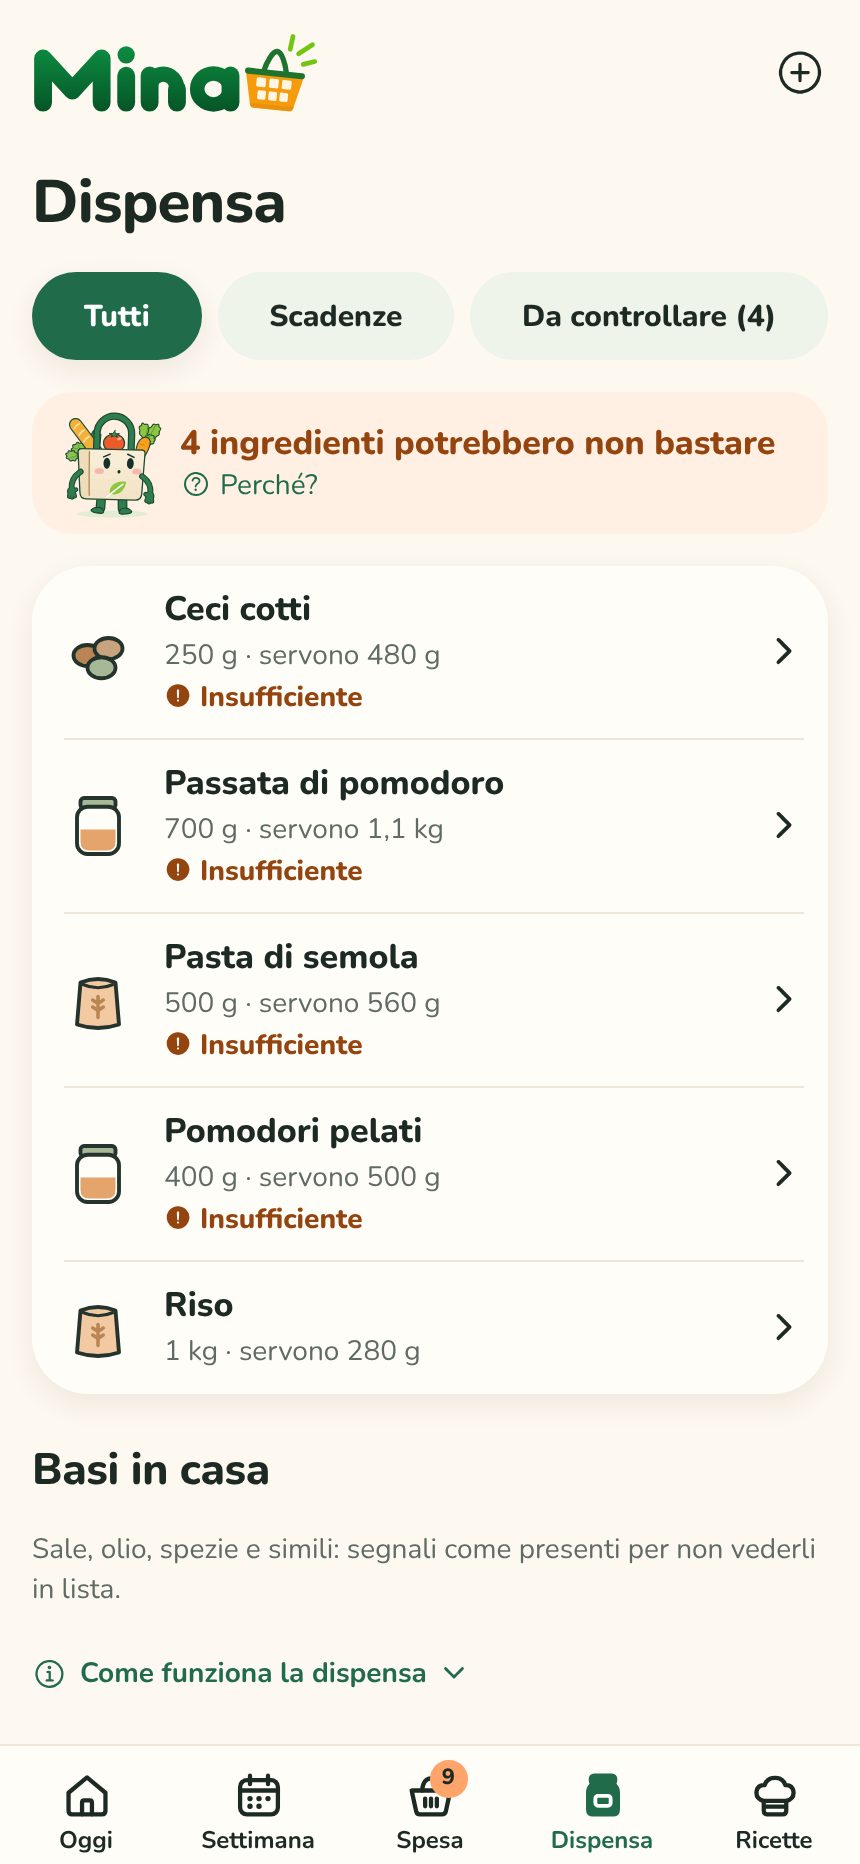 Mina
Dispensa
Tutti
Scadenze
Da controllare (4)
4 ingredienti potrebbero non bastare
Perché?
Ceci cotti
250 g · servono 480 g
Insufficiente
Passata di pomodoro
700 g · servono 1,1 kg
Insufficiente
Pasta di semola
500 g · servono 560 g
Insufficiente
Pomodori pelati
400 g · servono 500 g
Insufficiente
Riso
1 kg · servono 280 g
Basi in casa
Sale, olio, spezie e simili: segnali come presenti per non vederli
in lista.
Come funziona la dispensa
9
Oggi
Settimana
Spesa
Dispensa
Ricette